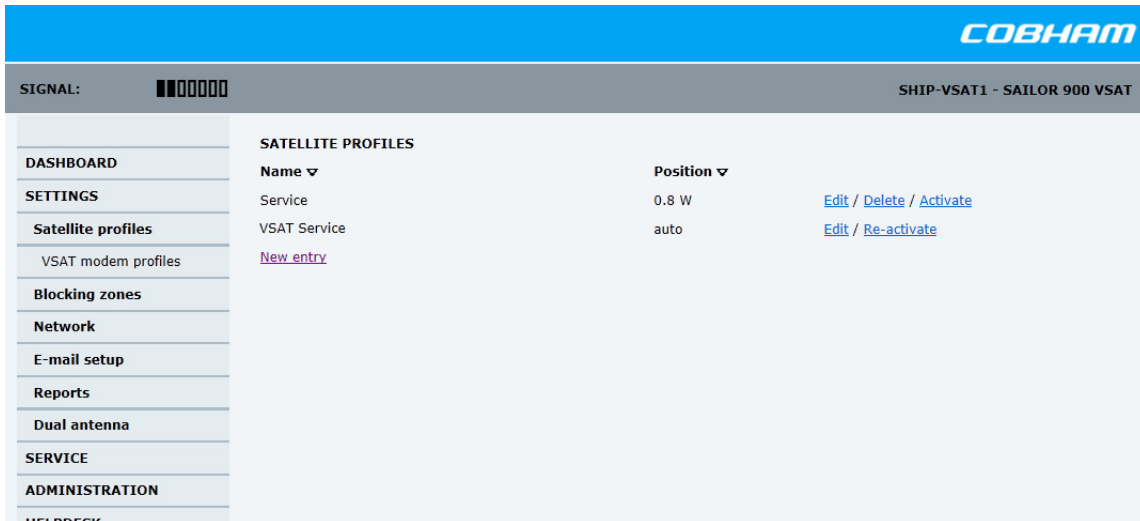 COBHAM
SIGNAL:
SHIP-VSAT1 - SAILOR 900 VSAT
DASHBOARD
SETTINGS
Satellite profiles
VSAT modem profiles
Blocking zones
Network
E-mail setup
Reports
Dual antenna
SERVICE
ADMINISTRATION
HELPDESK
SATELLITE PROFILES
Name Position
Service 0.8 W Edit / Delete / Activate
VSAT Service auto Edit / Re-activate
New entry